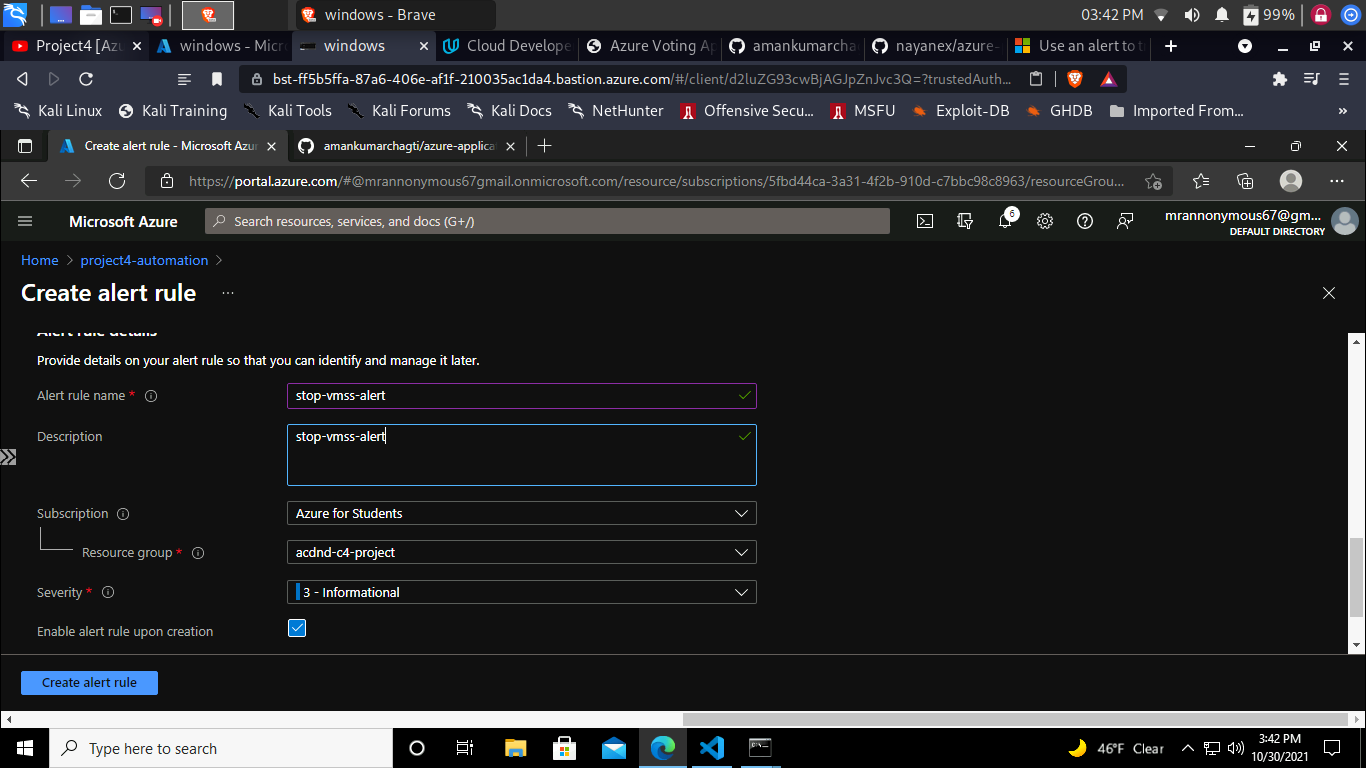 windows - Brave
03:42 PM
99%
Project4 [Az
windows - Micr
windows
Cloud Develope
Azure Voting Ap
amankumarcha
nayanex/azure-
Use an alert to t
bst-ff5b5ffa-87a6-406e-af1f-210035ac1da4.bastion.azure.com/#/client/d2luZG93cwBjAGJpZnJvc3Q=?trustedAuth...
Kali Linux
Kali Training
Kali Tools
Kali Forums
Kali Docs
NetHunter
Offensive Secu...
MSFU
Exploit-DB
GHDB
Imported From...
»
Create alert rule - Microsoft Azur
amankumarchagti/azure-applica
https://portal.azure.com/#@mrannonymous67gmail.onmicrosoft.com/resource/subscriptions/5fbd44ca-3a31-4f2b-910d-c7bbc98c8963/resourceGrou...
Microsoft Azure
Search resources, services, and docs (G+/)
6
mrannonymous67@gm...
DEFAULT DIRECTORY
Home > project4-automation >
Create alert rule ...
Alert rule details
Provide details on your alert rule so that you can identify and manage it later.
Alert rule name * stop-vmss-alert
Description stop-vmss-alert
Subscription Azure for Students
Resource group * acdnd-c4-project
Severity * 3 - Informational
Enable alert rule upon creation
Create alert rule
Type here to search
46°F Clear
3:42 PM
10/30/2021